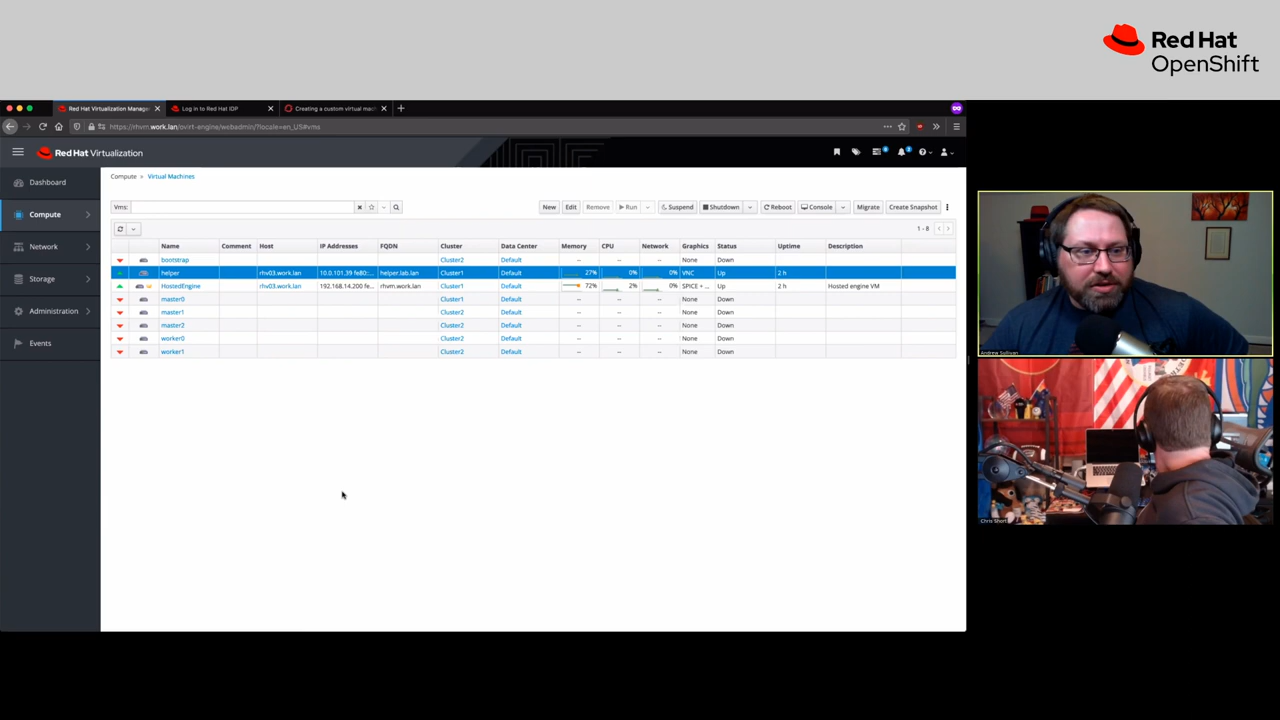 Red Hat
OpenShift
Red Hat Virtualization Manage
Log in to Red Hat IDP
Creating a custom virtual mac
https://rhvm.work.lan/ovirt-engine/webadmin/?locale=en_US#vms
Red Hat Virtualization
Dashboard
Compute
Network
Storage
Administration
Events
Compute > Virtual Machines
Vms:
New Edit Remove Run Suspend Shutdown Reboot Console Migrate Create Snapshot
1 - 8
Name Comment Host IP Addresses FQDN Cluster Data Center Memory CPU Network Graphics Status Uptime Description
bootstrap Cluster2 Default -- -- -- None Down
helper rhv03.work.lan 10.0.101.39 fe80::... helper.lab.lan Cluster1 Default 27% 0% 0% VNC Up 2 h
HostedEngine rhv03.work.lan 192.168.14.200 fe... rhvm.work.lan Cluster1 Default 72% 2% 0% SPICE + ... Up 2 h Hosted engine VM
master0 Cluster1 Default -- -- -- None Down
master1 Cluster2 Default -- -- -- None Down
master2 Cluster2 Default -- -- -- None Down
worker0 Cluster2 Default -- -- -- None Down
worker1 Cluster2 Default -- -- -- None Down
Andrew Sullivan
Chris Short